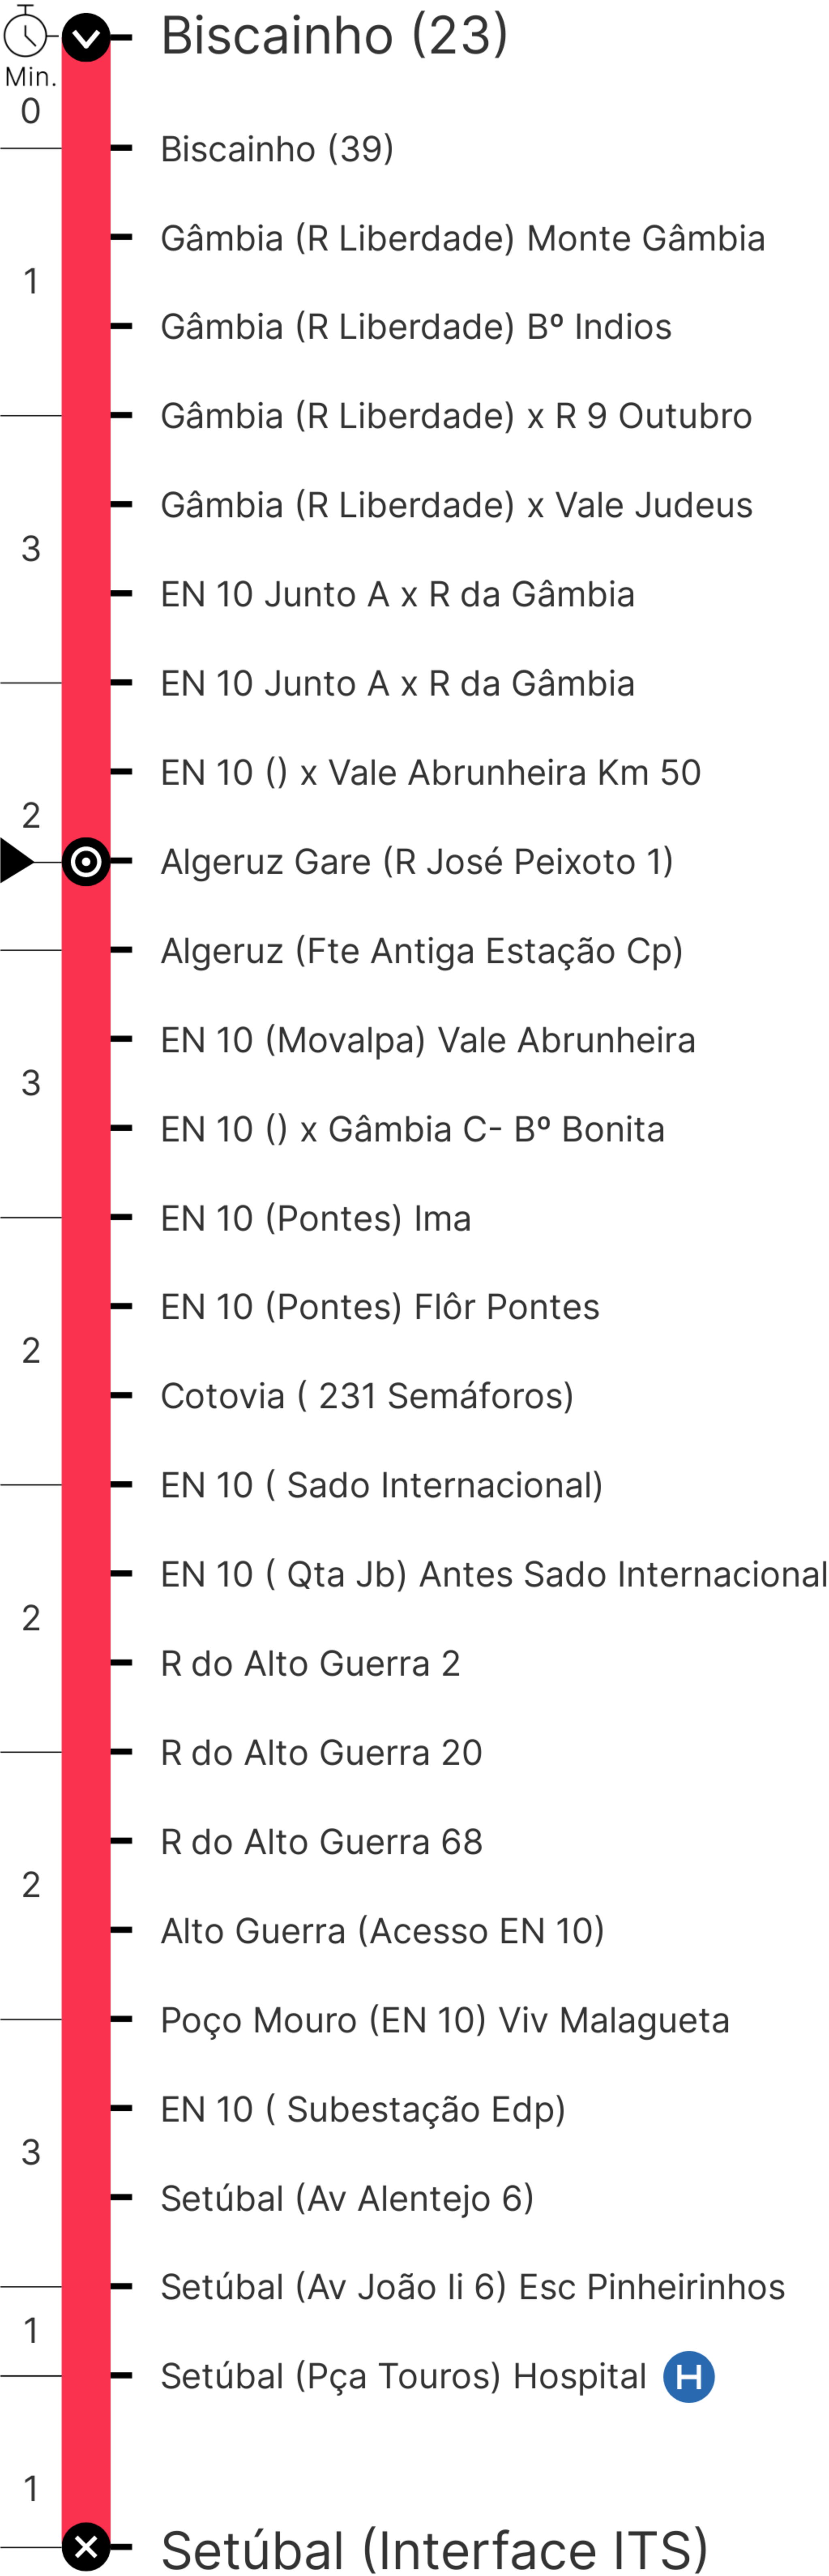 Biscainho (23)
Min.
0
Biscainho (39)
Gâmbia (R Liberdade) Monte Gâmbia
1
Gâmbia (R Liberdade) Bº Indios
Gâmbia (R Liberdade) x R 9 Outubro
Gâmbia (R Liberdade) x Vale Judeus
3
EN 10 Junto A x R da Gâmbia
EN 10 Junto A x R da Gâmbia
EN 10 () x Vale Abrunheira Km 50
2
Algeruz Gare (R José Peixoto 1)
Algeruz (Fte Antiga Estação Cp)
EN 10 (Movalpa) Vale Abrunheira
3
EN 10 () x Gâmbia C- Bº Bonita
EN 10 (Pontes) Ima
EN 10 (Pontes) Flôr Pontes
2
Cotovia ( 231 Semáforos)
EN 10 ( Sado Internacional)
EN 10 ( Qta Jb) Antes Sado Internacional
2
R do Alto Guerra 2
R do Alto Guerra 20
R do Alto Guerra 68
2
Alto Guerra (Acesso EN 10)
Poço Mouro (EN 10) Viv Malagueta
EN 10 ( Subestação Edp)
3
Setúbal (Av Alentejo 6)
Setúbal (Av João Ii 6) Esc Pinheirinhos
1
Setúbal (Pça Touros) Hospital H
1
Setúbal (Interface ITS)